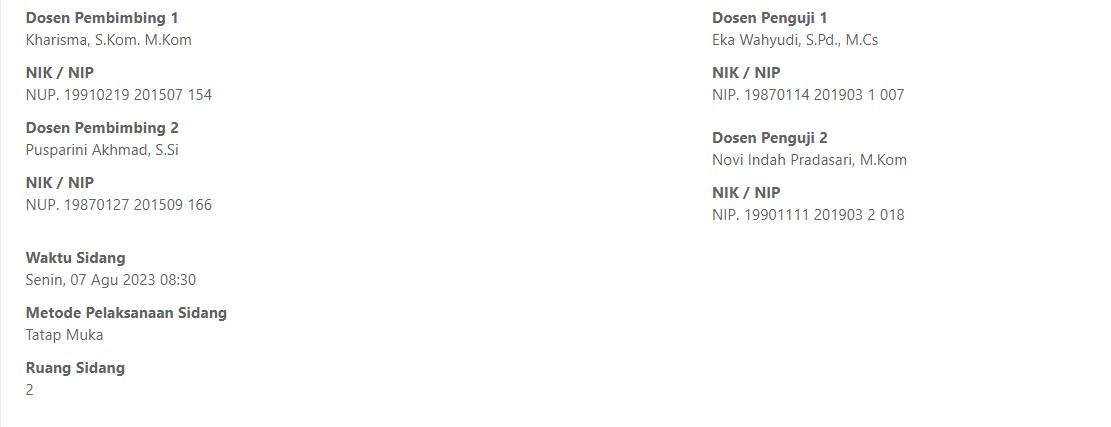 Dosen Pembimbing 1
Kharisma, S.Kom. M.Kom
NIK / NIP
NUP. 19910219 201507 154
Dosen Pembimbing 2
Pusparini Akhmad, S.Si
NIK / NIP
NUP. 19870127 201509 166
Waktu Sidang
Senin, 07 Agu 2023 08:30
Metode Pelaksanaan Sidang
Tatap Muka
Ruang Sidang
2
Dosen Penguji 1
Eka Wahyudi, S.Pd., M.Cs
NIK / NIP
NIP. 19870114 201903 1 007
Dosen Penguji 2
Novi Indah Pradasari, M.Kom
NIK / NIP
NIP. 19901111 201903 2 018